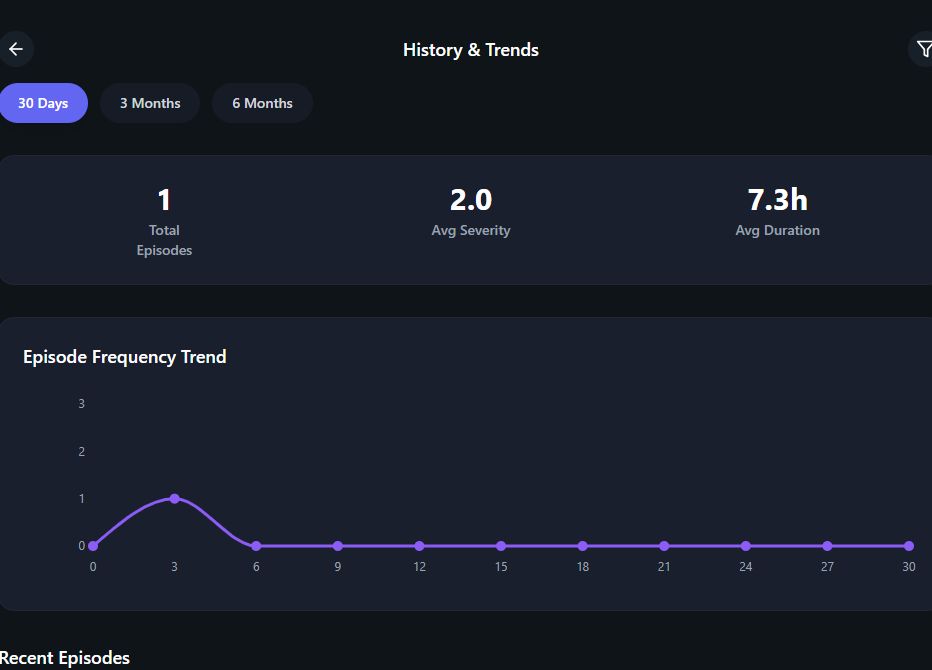 History & Trends
30 Days
3 Months
6 Months
1
Total
Episodes
2.0
Avg Severity
7.3h
Avg Duration
Episode Frequency Trend
3
2
1
0
0 3 6 9 12 15 18 21 24 27 30
Recent Episodes